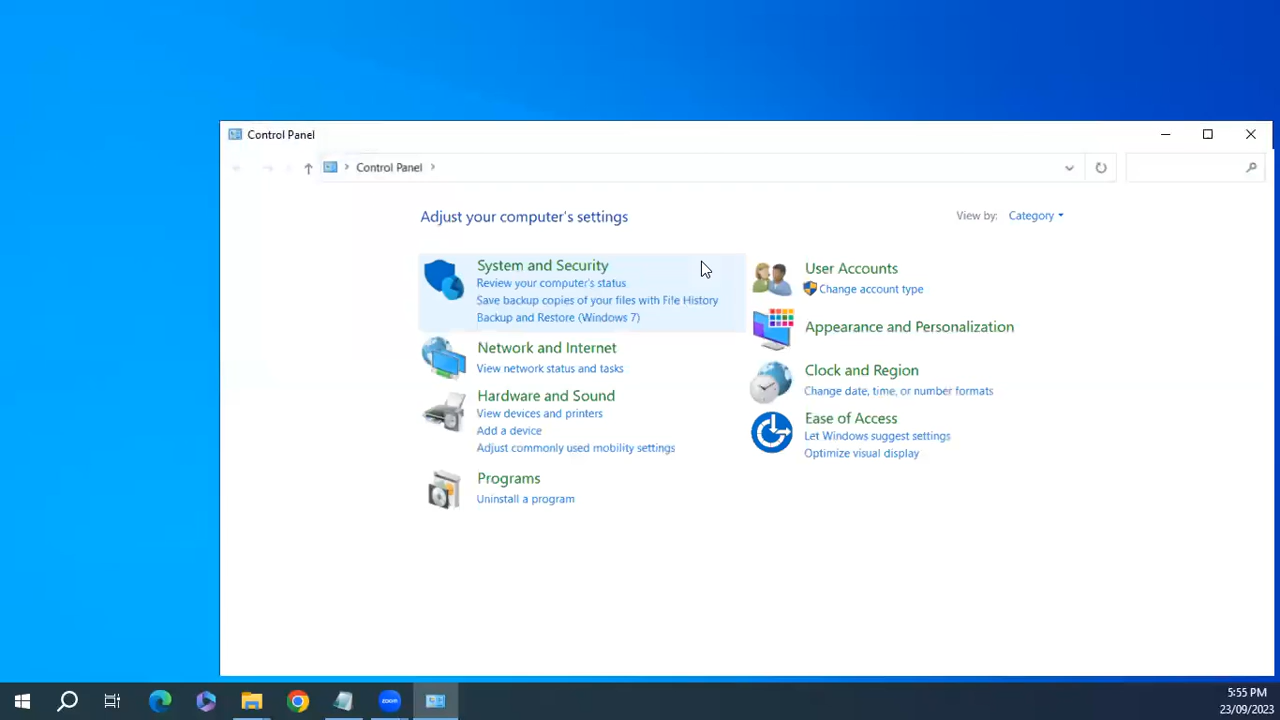 Control Panel
Control Panel
Adjust your computer's settings
View by: Category
System and Security
Review your computer's status
Save backup copies of your files with File History
Backup and Restore (Windows 7)
Network and Internet
View network status and tasks
Hardware and Sound
View devices and printers
Add a device
Adjust commonly used mobility settings
Programs
Uninstall a program
User Accounts
Change account type
Appearance and Personalization
Clock and Region
Change date, time, or number formats
Ease of Access
Let Windows suggest settings
Optimize visual display
zoom
5:55 PM
23/09/2023